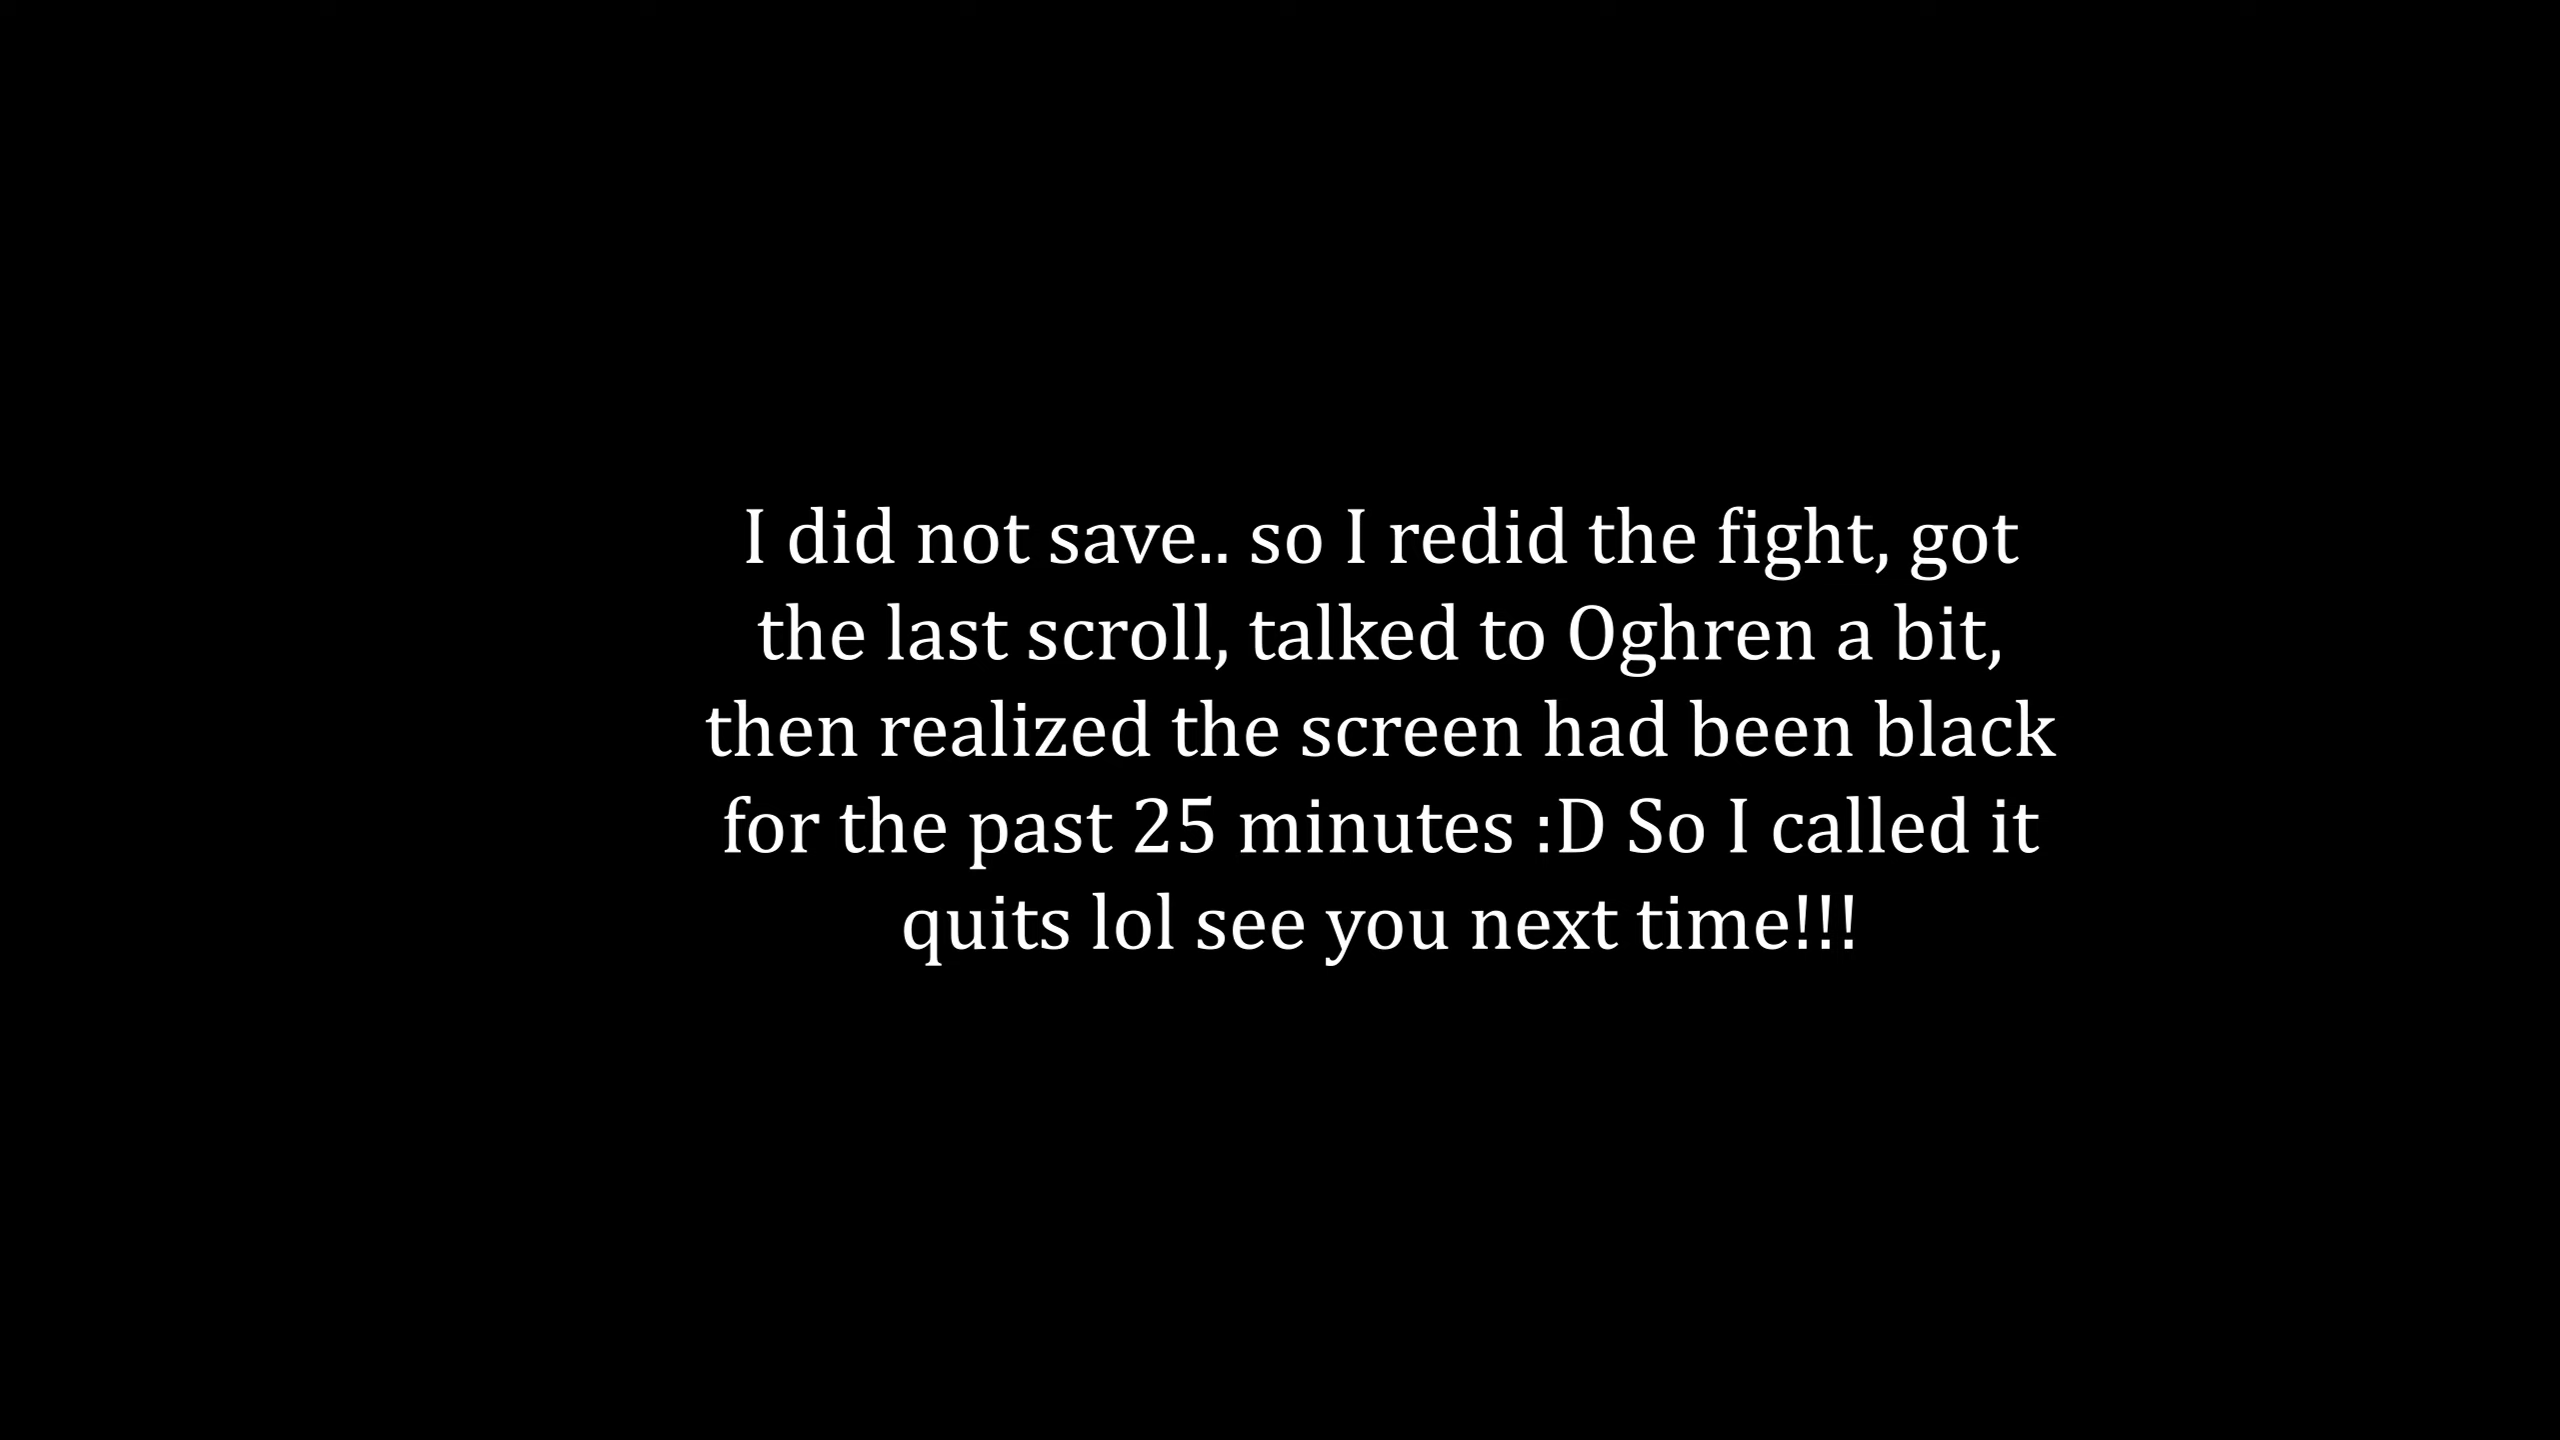 I did not save.. so I redid the fight, got
the last scroll, talked to Oghren a bit,
then realized the screen had been black
for the past 25 minutes :D So I called it
quits lol see you next time!!!